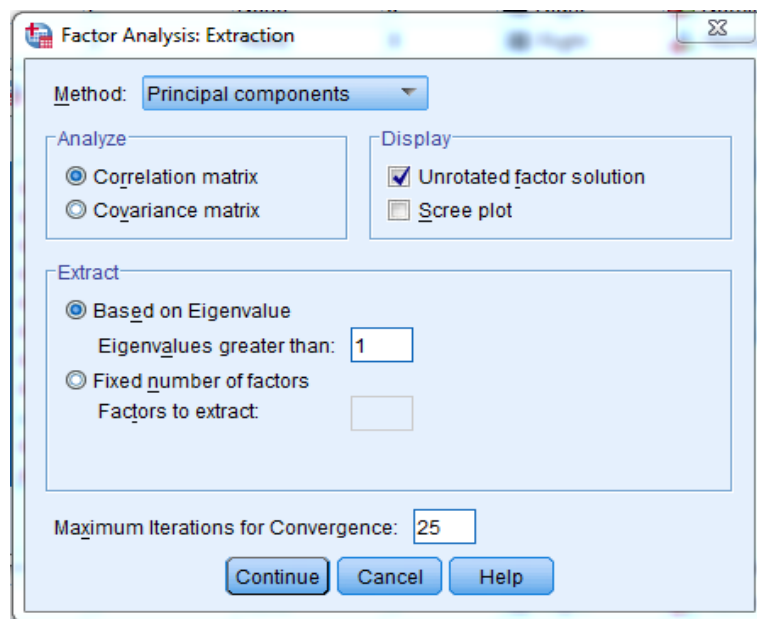 Factor Analysis: Extraction
Method: Principal components
Analyze
Correlation matrix
Covariance matrix
Display
Unrotated factor solution
Scree plot
Extract
Based on Eigenvalue
Eigenvalues greater than: 1
Fixed number of factors
Factors to extract:
Maximum Iterations for Convergence: 25
Continue Cancel Help